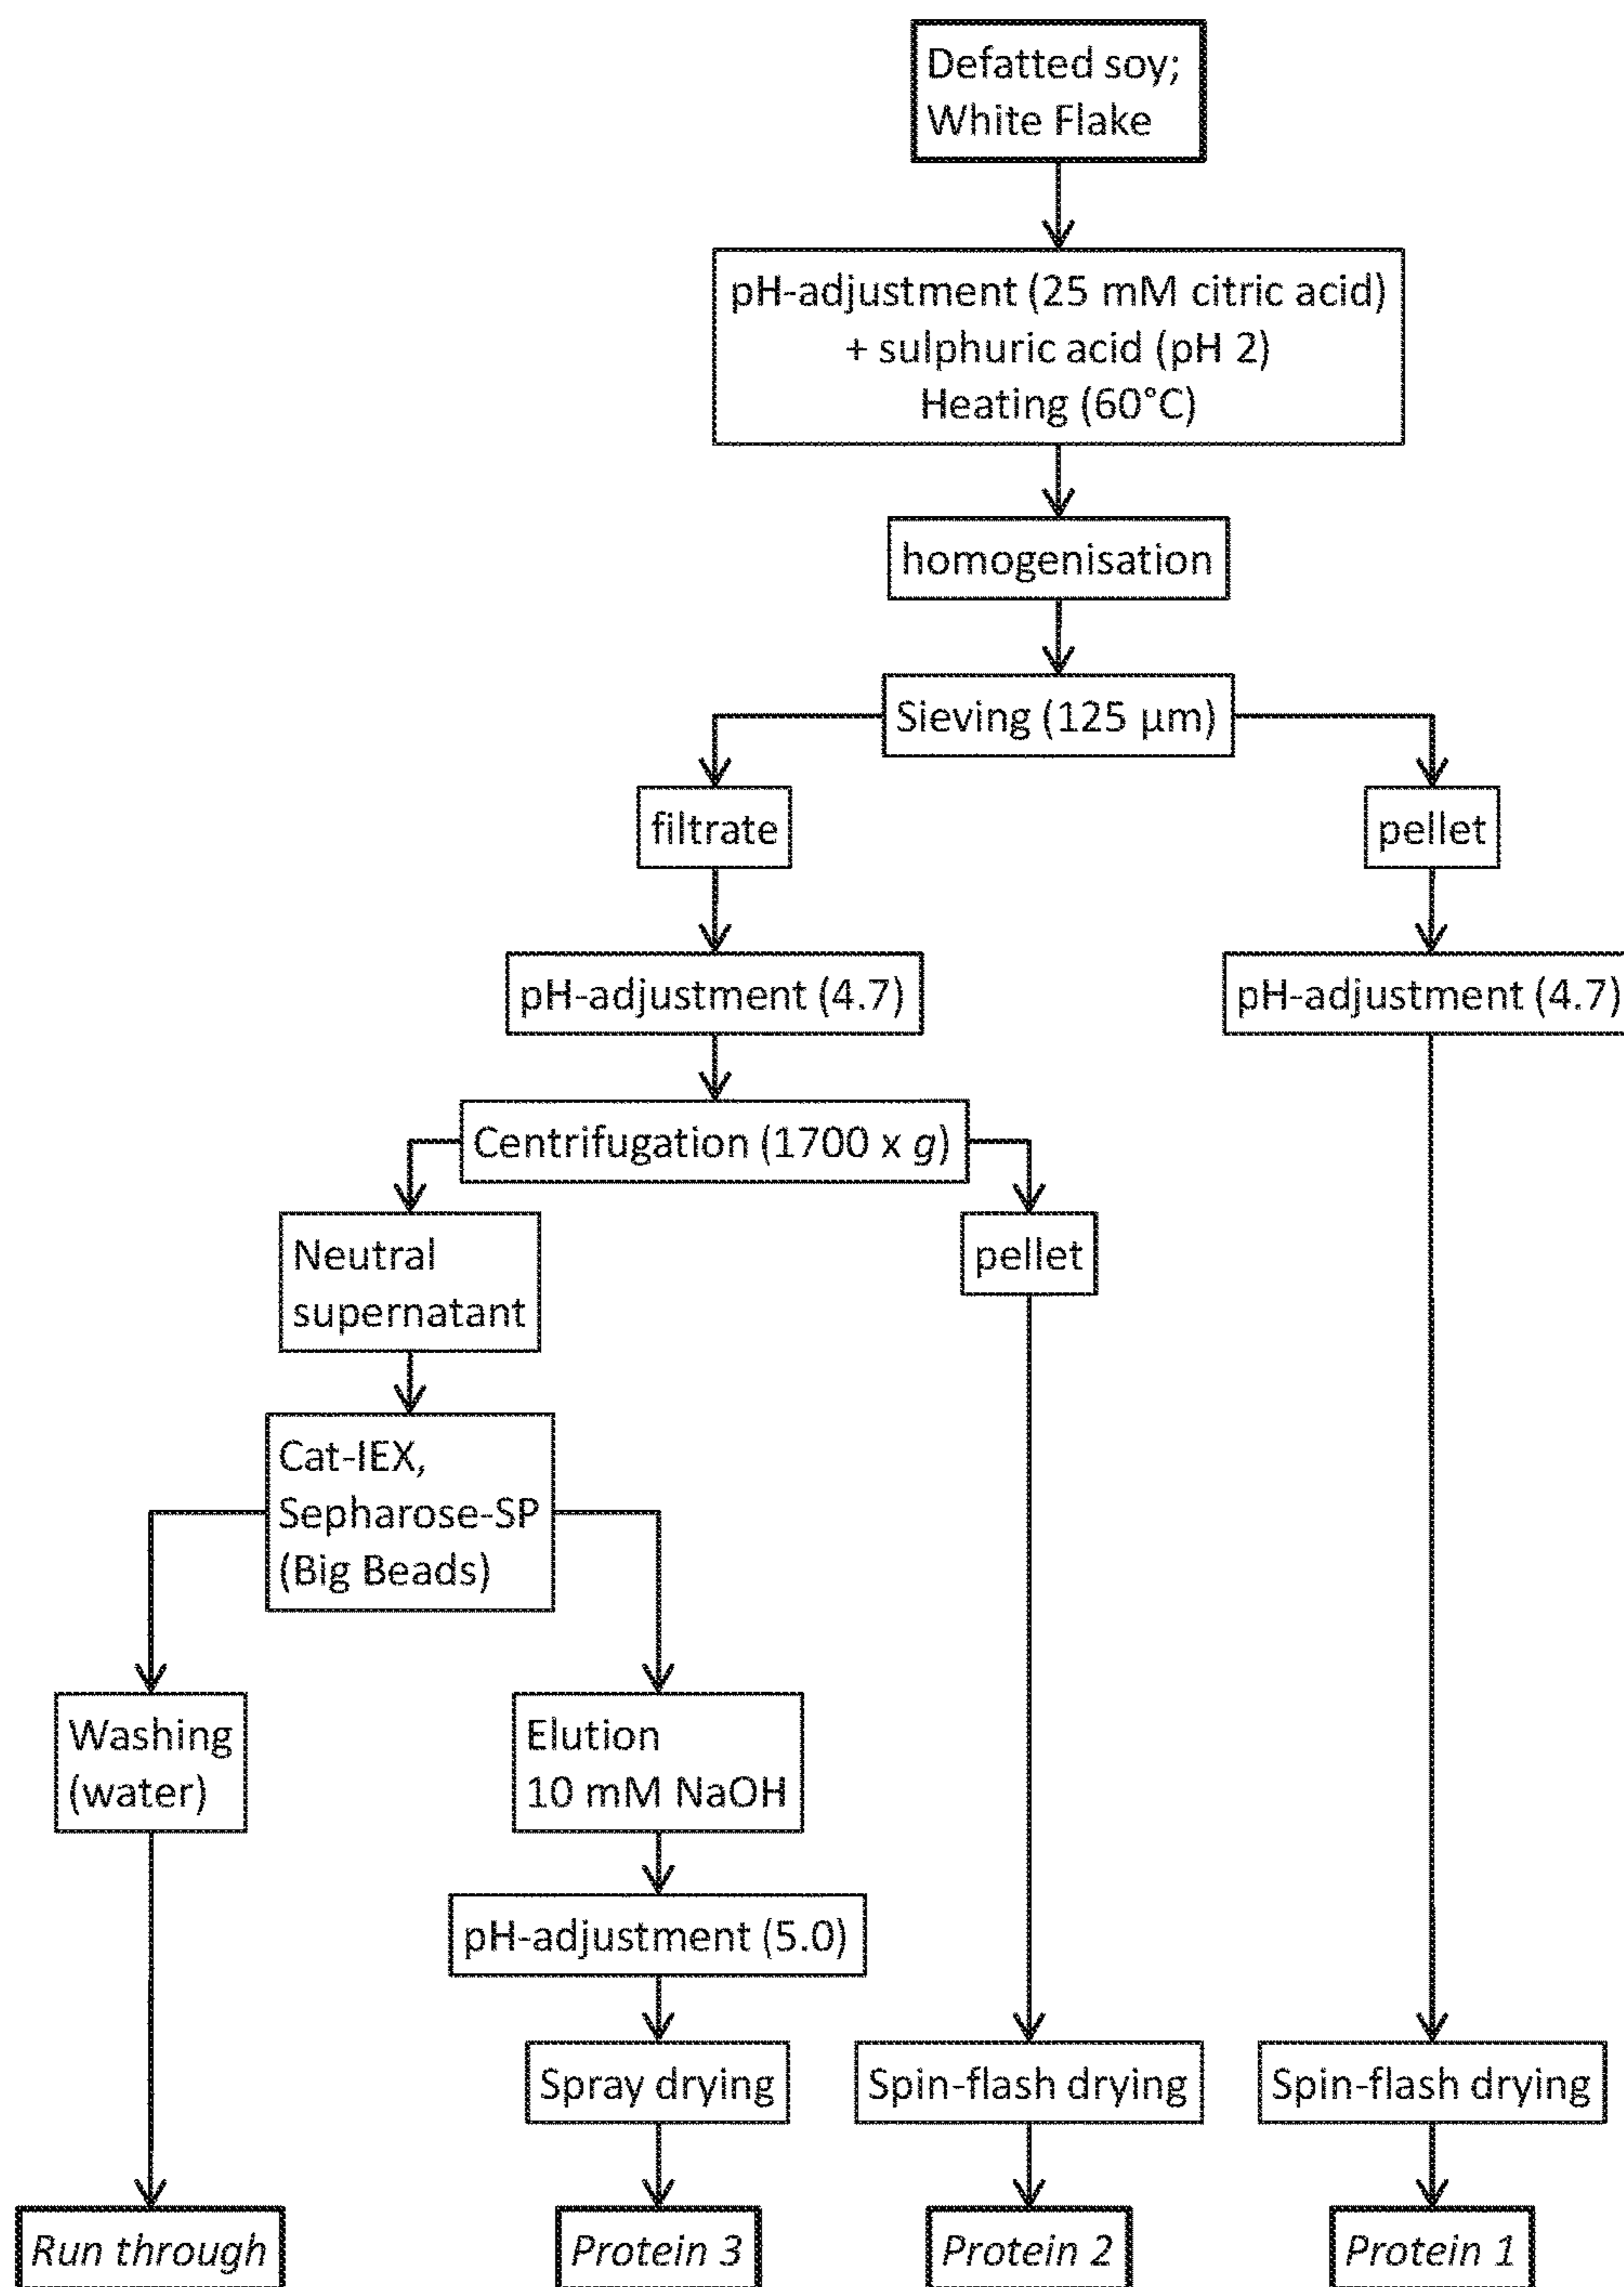 Defatted soy;
White Flake
pH-adjustment (25 mM citric acid)
+ sulphuric acid (pH 2)
Heating (60°C)
homogenisation
Sieving (125 µm)
filtrate
pellet
pH-adjustment (4.7)
pH-adjustment (4.7)
Centrifugation (1700 x g)
Neutral
supernatant
pellet
Cat-IEX,
Sepharose-SP
(Big Beads)
Washing
(water)
Elution
10 mM NaOH
pH-adjustment (5.0)
Spray drying
Spin-flash drying
Spin-flash drying
Run through
Protein 3
Protein 2
Protein 1